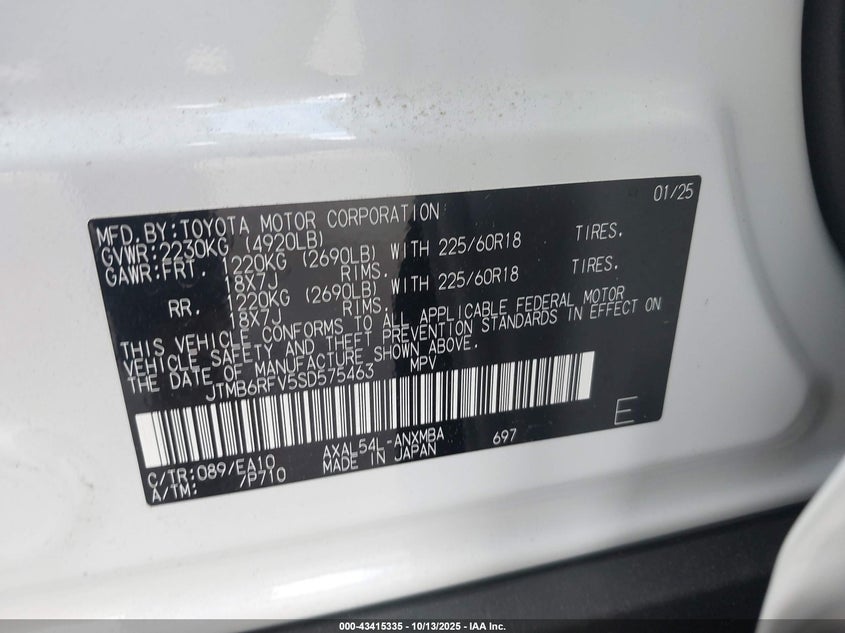 01/25
MFD.BY:TOYOTA MOTOR CORPORATION
GVWR:2230KG (4920LB)
GAWR:FRT. 1220KG (2690LB) WITH 225/60R18 TIRES.
18X7J RIMS.
RR. 1220KG (2690LB) WITH 225/60R18 TIRES.
18X7J RIMS.
THIS VEHICLE CONFORMS TO ALL APPLICABLE FEDERAL MOTOR
VEHICLE SAFETY AND THEFT PREVENTION STANDARDS IN EFFECT ON
THE DATE OF MANUFACTURE SHOWN ABOVE.
JTMB6RFV5SD575463 MPV
C/TR:089/EA10 AXAL54L-ANXMBA 697 E
A/TM: /P710 MADE IN JAPAN
000-43415335 - 10/13/2025 - IAA Inc.